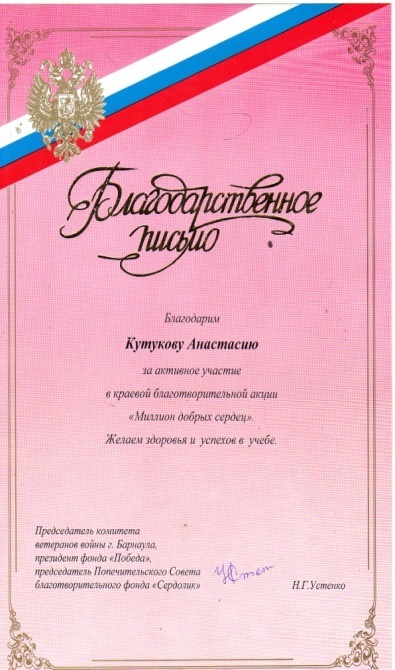 Благодарственное
письмо
Благодарим
Кутукову Анастасию
за активное участие
в краевой благотворительной акции
«Миллион добрых сердец».
Желаем здоровья и успехов в учебе.
Председатель комитета
ветеранов войны г. Барнаула,
президент фонда «Победа»,
председатель Попечительского Совета
благотворительного фонда «Сердолик»
Н.Г.Устенко